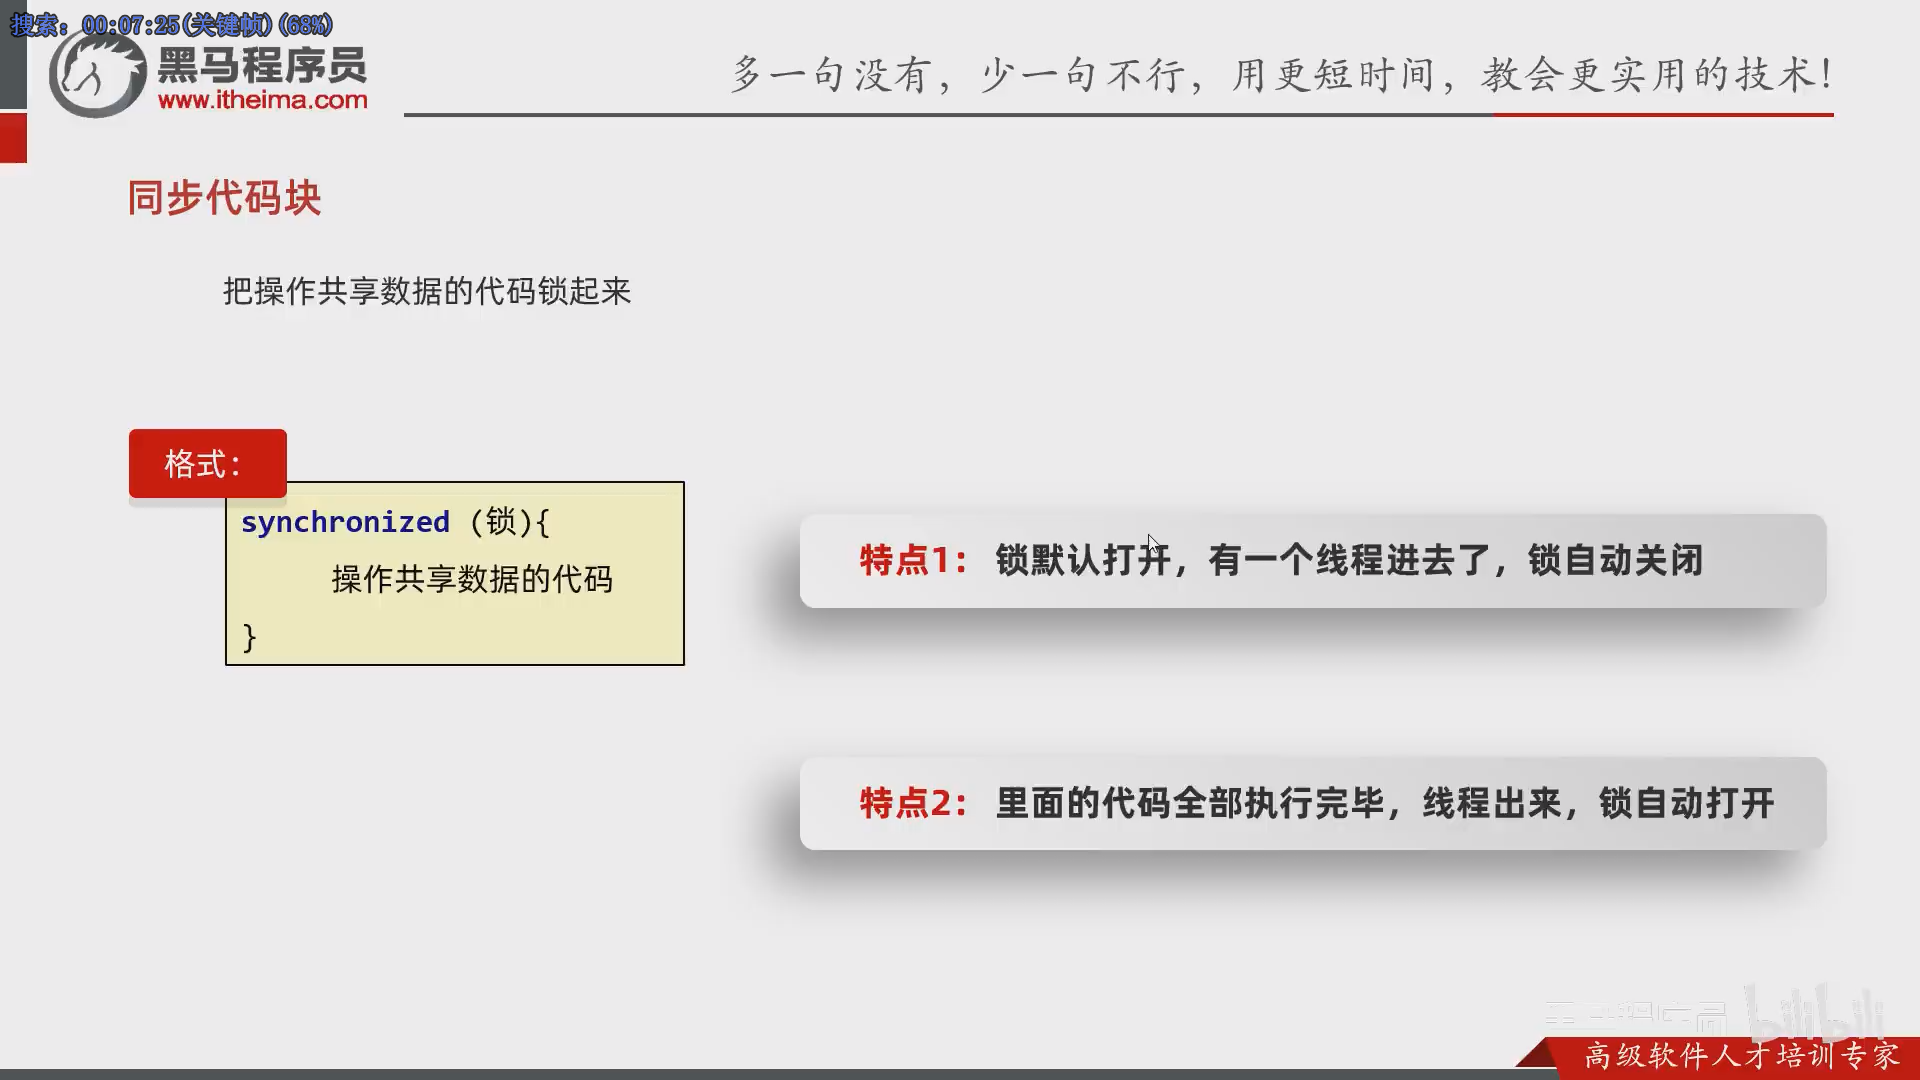 搜索: 00:07:25(关键帧)(68%)
黑马程序员
www.itheima.com
多一句没有，少一句不行，用更短时间，教会更实用的技术！
同步代码块
把操作共享数据的代码锁起来
格式：
synchronized (锁){
操作共享数据的代码
}
特点1： 锁默认打开，有一个线程进去了，锁自动关闭
特点2： 里面的代码全部执行完毕，线程出来，锁自动打开
黑马程序员 bilibili
高级软件人才培训专家